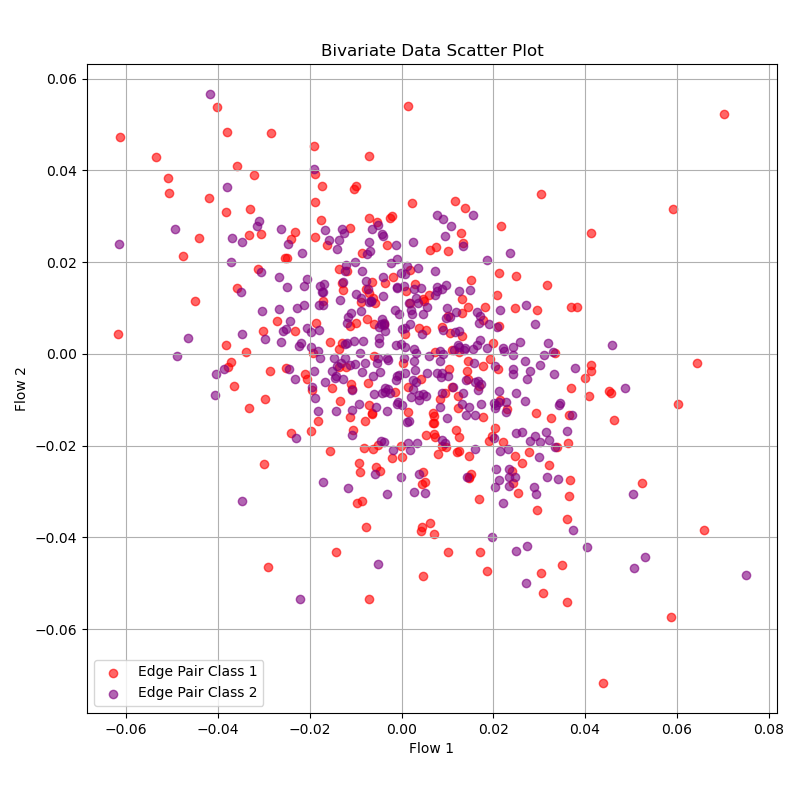 Bivariate Data Scatter Plot
0.06
0.04
0.02
0.00
−0.02
−0.04
−0.06
Flow 2
Edge Pair Class 1
Edge Pair Class 2
−0.06 −0.04 −0.02 0.00 0.02 0.04 0.06 0.08
Flow 1